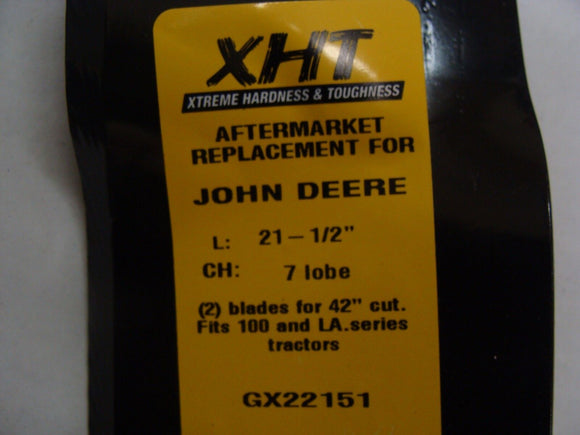 XHT
XTREME HARDNESS & TOUGHNESS
AFTERMARKET
REPLACEMENT FOR
JOHN DEERE
L: 21-1/2"
CH: 7 lobe
(2) blades for 42" cut.
Fits 100 and LA.series
tractors
GX22151